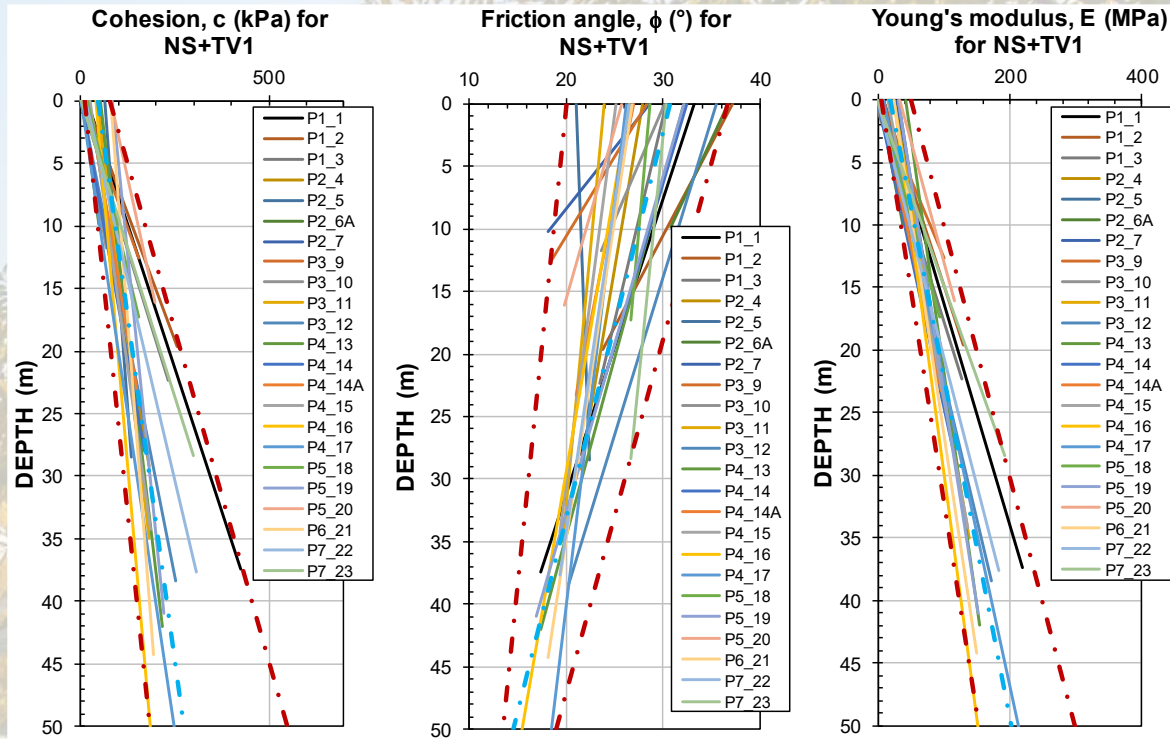 Cohesion, c (kPa) for
NS+TV1
0 500
0
5
10
15
20
25
30
35
40
45
50
DEPTH (m)
P1_1
P1_2
P1_3
P2_4
P2_5
P2_6A
P2_7
P3_9
P3_10
P3_11
P3_12
P4_13
P4_14
P4_14A
P4_15
P4_16
P4_17
P5_18
P5_19
P5_20
P6_21
P7_22
P7_23
Friction angle, ϕ (°) for
NS+TV1
10 20 30 40
0
5
10
15
20
25
30
35
40
45
50
DEPTH (m)
P1_1
P1_2
P1_3
P2_4
P2_5
P2_6A
P2_7
P3_9
P3_10
P3_11
P3_12
P4_13
P4_14
P4_14A
P4_15
P4_16
P4_17
P5_18
P5_19
P5_20
P6_21
P7_22
P7_23
Young's modulus, E (MPa)
for NS+TV1
0 200 400
0
5
10
15
20
25
30
35
40
45
50
DEPTH (m)
P1_1
P1_2
P1_3
P2_4
P2_5
P2_6A
P2_7
P3_9
P3_10
P3_11
P3_12
P4_13
P4_14
P4_14A
P4_15
P4_16
P4_17
P5_18
P5_19
P5_20
P6_21
P7_22
P7_23